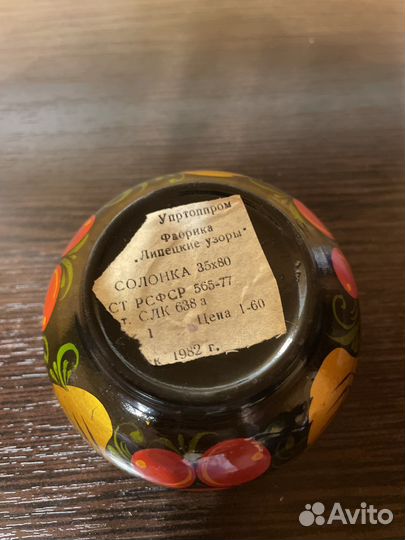 Упртоппром
Фабрика
„Липецкие узоры"
СОЛОНКА 35х80
СТ РСФСР 565-77
г. СЛК 638 а
1 Цена 1-60
к 1982 г.
Avito